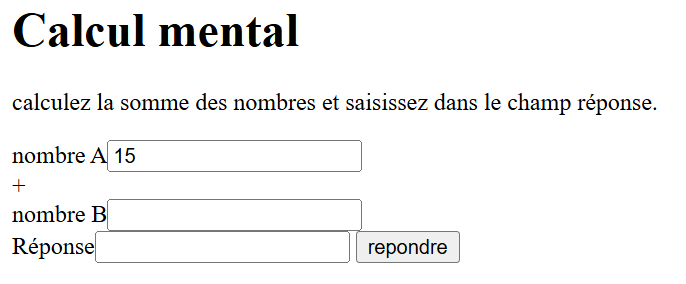 Calcul mental
calculez la somme des nombres et saisissez dans le champ réponse.
nombre A 15
+
nombre B
Réponse repondre